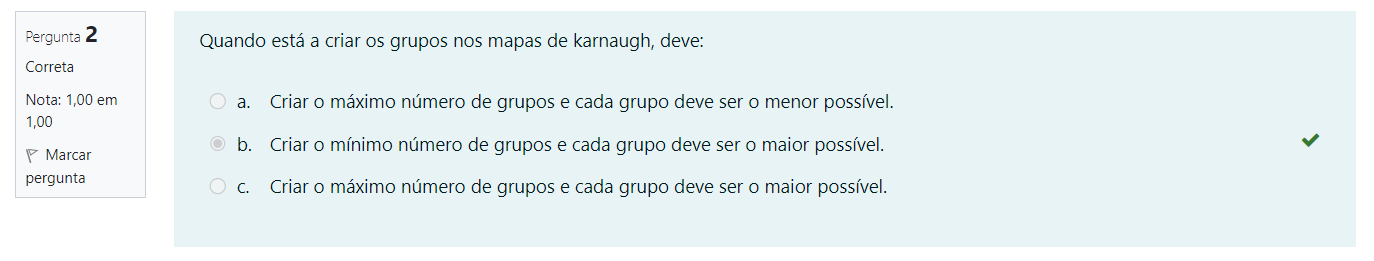 Pergunta 2
Correta
Nota: 1,00 em
1,00
Marcar
pergunta
Quando está a criar os grupos nos mapas de karnaugh, deve:
a. Criar o máximo número de grupos e cada grupo deve ser o menor possível.
b. Criar o mínimo número de grupos e cada grupo deve ser o maior possível.
c. Criar o máximo número de grupos e cada grupo deve ser o maior possível.